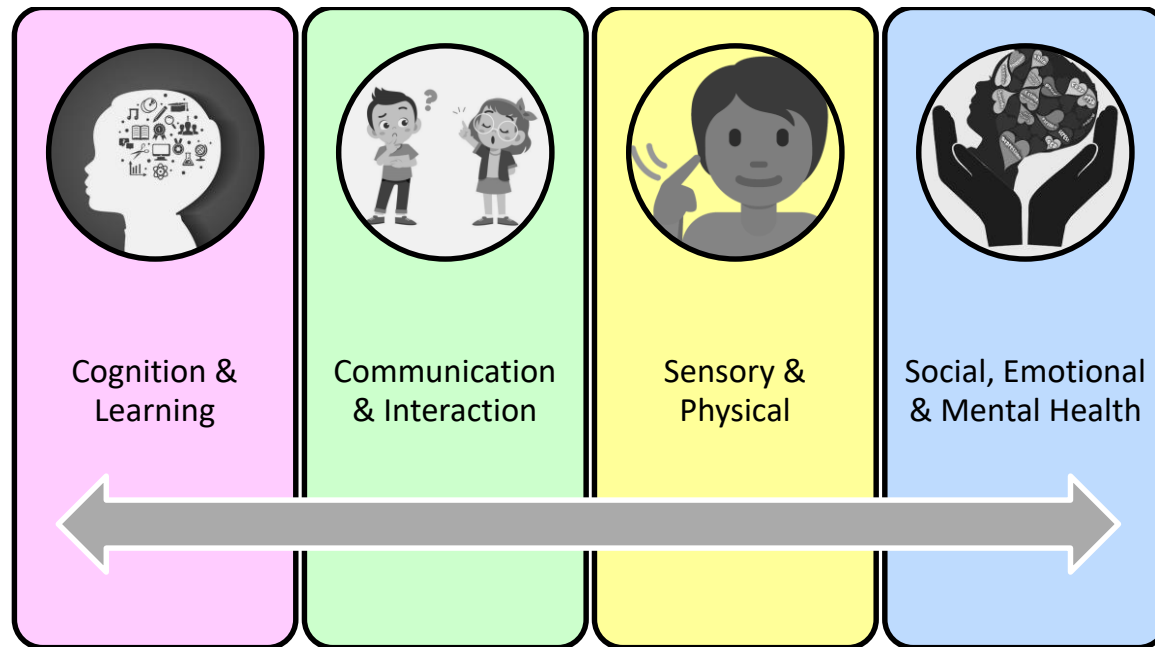 Cognition &
Learning
Communication
& Interaction
Sensory &
Physical
Social, Emotional
& Mental Health